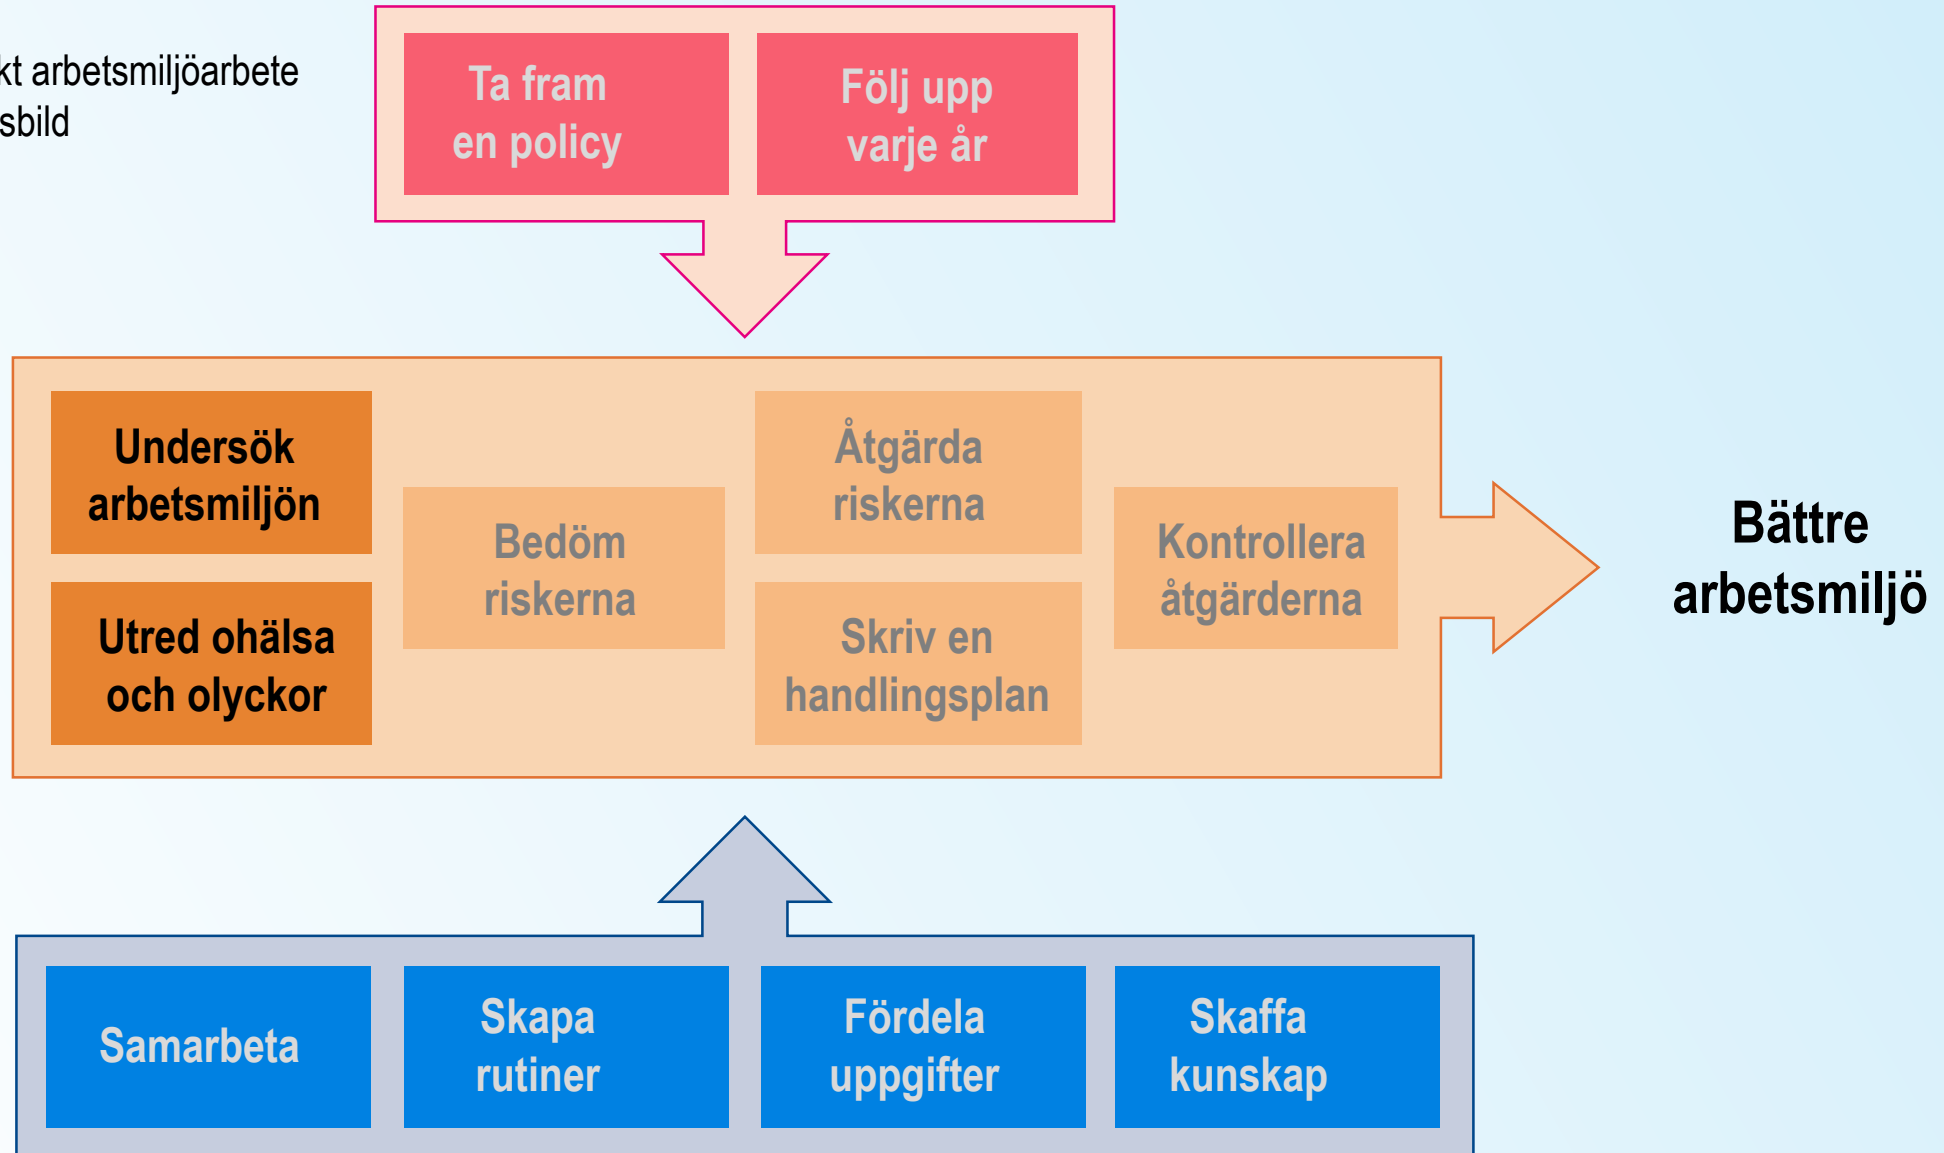 kt arbetsmiljöarbete
sbild
Ta fram
en policy
Följ upp
varje år
Undersök
arbetsmiljön
Utred ohälsa
och olyckor
Bedöm
riskerna
Åtgärda
riskerna
Skriv en
handlingsplan
Kontrollera
åtgärderna
Bättre
arbetsmiljö
Samarbeta
Skapa
rutiner
Fördela
uppgifter
Skaffa
kunskap